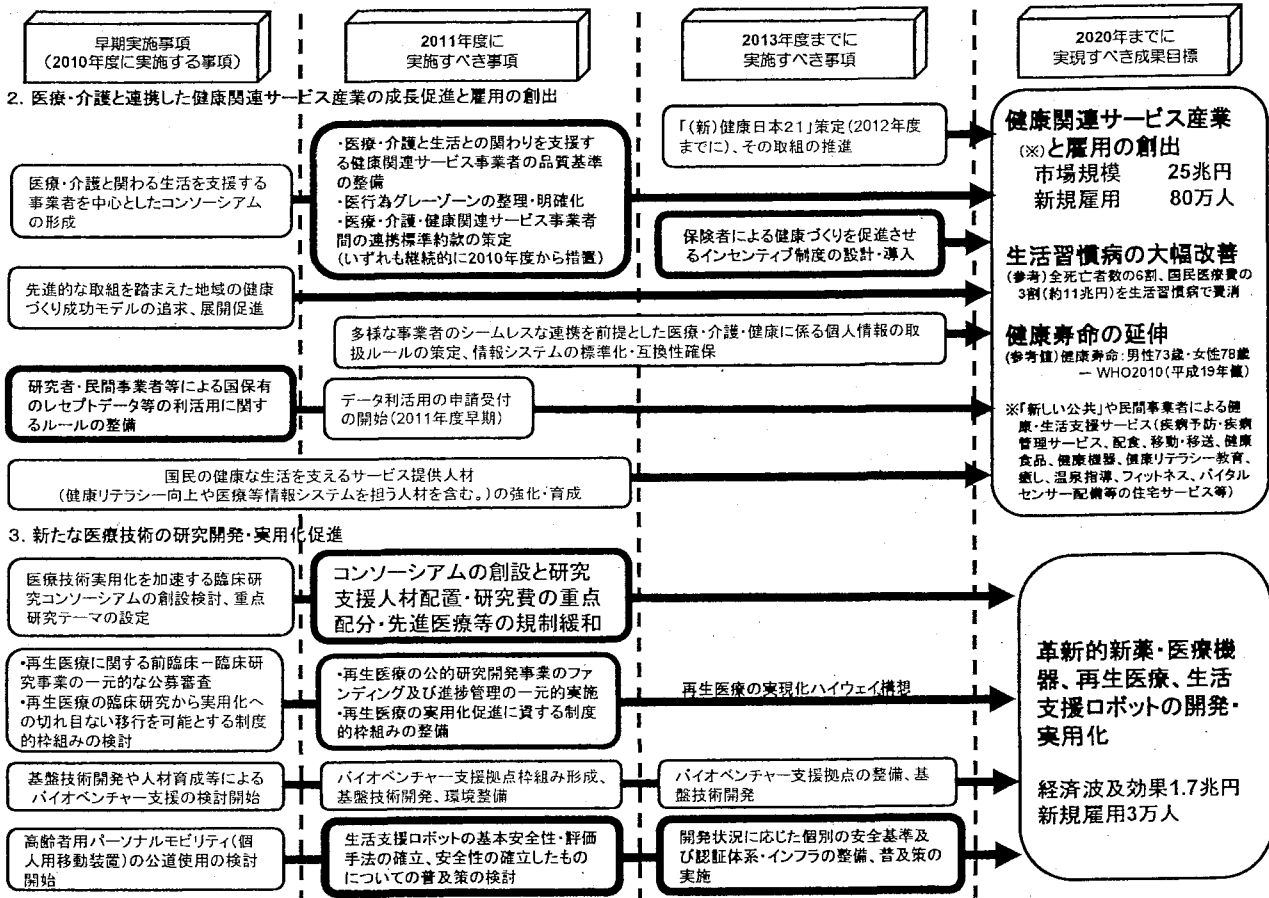 早期実施事項
(2010年度に実施する事項)
2011年度に
実施すべき事項
2013年度までに
実施すべき事項
2020年までに
実現すべき成果目標
2. 医療・介護と連携した健康関連サービス産業の成長促進と雇用の創出
医療・介護と関わる生活を支援する
事業者を中心としたコンソーシアム
の形成
・医療・介護と生活との関わりを支援す
る健康関連サービス事業者の品質基準
の整備
・医行為グレーゾーンの整理・明確化
・医療・介護・健康関連サービス事業者
間の連携標準約款の策定
(いずれも継続的に2010年度から措置)
「(新)健康日本21」策定(2012年度
までに)、その取組の推進
保険者による健康づくりを促進させ
るインセンティブ制度の設計・導入
先進的な取組を踏まえた地域の健康
づくり成功モデルの追求、展開促進
多様な事業者のシームレスな連携を前提とした医療・介護・健康に係る個人情報の取
扱ルールの策定、情報システムの標準化・互換性確保
研究者・民間事業者等による国保有
のレセプトデータ等の利活用に関す
るルールの整備
データ利活用の申請受付
の開始(2011年度早期)
国民の健康な生活を支えるサービス提供人材
(健康リテラシー向上や医療等情報システムを担う人材を含む。)の強化・育成
健康関連サービス産業
(※)と雇用の創出
市場規模 25兆円
新規雇用 80万人
生活習慣病の大幅改善
(参考)全死亡者数の6割、国民医療費の
3割(約11兆円)を生活習慣病で費消
健康寿命の延伸
(参考値)健康寿命:男性73歳・女性78歳
― WHO2010(平成19年値)
※「新しい公共」や民間事業者による健
康・生活支援サービス(疾病予防・疾病
管理サービス、配食、移動・移送、健康
食品、健康機器、健康リテラシー教育、
癒し、温泉指導、フィットネス、バイタル
センサー配備等の住宅サービス等)
3. 新たな医療技術の研究開発・実用化促進
医療技術実用化を加速する臨床研
究コンソーシアムの創設検討、重点
研究テーマの設定
コンソーシアムの創設と研究
支援人材配置・研究費の重点
配分・先進医療等の規制緩和
・再生医療に関する前臨床－臨床研
究事業の一元的な公募審査
・再生医療の臨床研究から実用化へ
の切れ目ない移行を可能とする制度
的枠組みの検討
・再生医療の公的研究開発事業のファ
ンディング及び進捗管理の一元的実施
・再生医療の実用化促進に資する制度
的枠組みの整備
再生医療の実現化ハイウェイ構想
基盤技術開発や人材育成等による
バイオベンチャー支援の検討開始
バイオベンチャー支援拠点枠組み形成、
基盤技術開発、環境整備
バイオベンチャー支援拠点の整備、基
盤技術開発
高齢者用パーソナルモビリティ(個
人用移動装置)の公道使用の検討
開始
生活支援ロボットの基本安全性・評価
手法の確立、安全性の確立したもの
についての普及策の検討
開発状況に応じた個別の安全基準及
び認証体系・インフラの整備、普及策の
実施
革新的新薬・医療機
器、再生医療、生活
支援ロボットの開発・
実用化
経済波及効果1.7兆円
新規雇用3万人